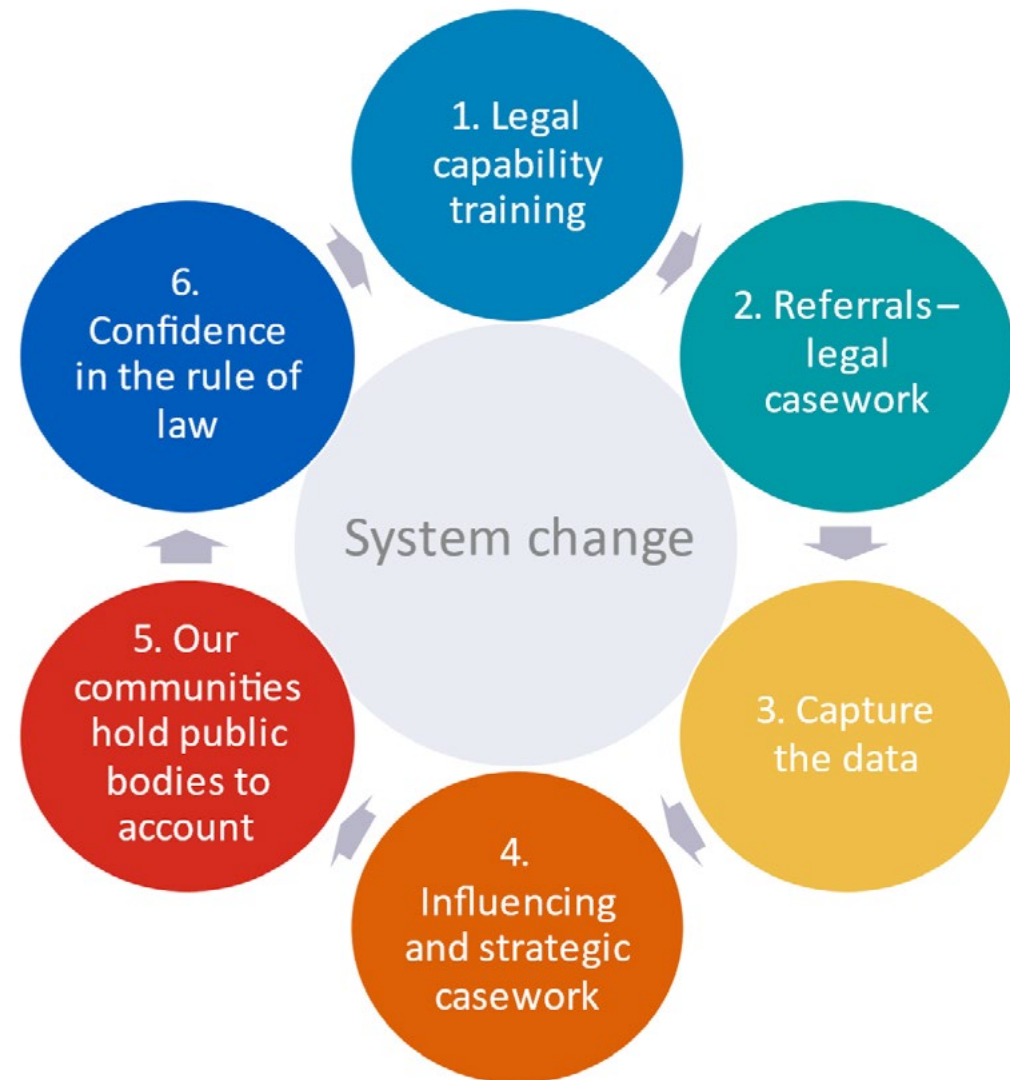 1. Legal
capability
training
2. Referrals –
legal
casework
3. Capture
the data
4.
Influencing
and strategic
casework
5. Our
communities
hold public
bodies to
account
6.
Confidence
in the rule of
law
System change